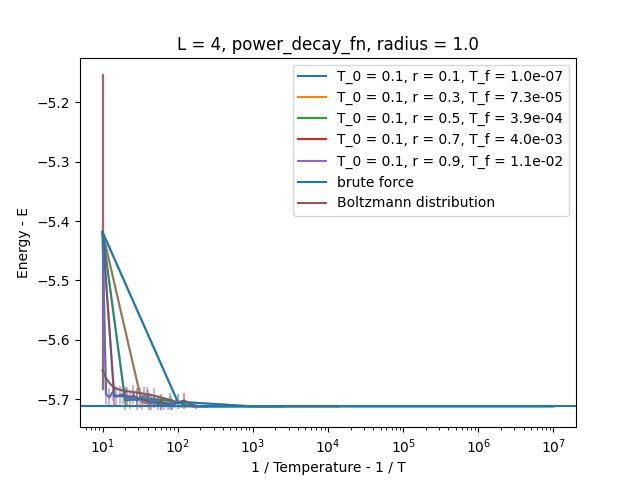 L = 4, power_decay_fn, radius = 1.0
T_0 = 0.1, r = 0.1, T_f = 1.0e-07
T_0 = 0.1, r = 0.3, T_f = 7.3e-05
T_0 = 0.1, r = 0.5, T_f = 3.9e-04
T_0 = 0.1, r = 0.7, T_f = 4.0e-03
T_0 = 0.1, r = 0.9, T_f = 1.1e-02
brute force
Boltzmann distribution
Energy - E
−5.2
−5.3
−5.4
−5.5
−5.6
−5.7
10¹ 10² 10³ 10⁴ 10⁵ 10⁶ 10⁷
1 / Temperature - 1 / T